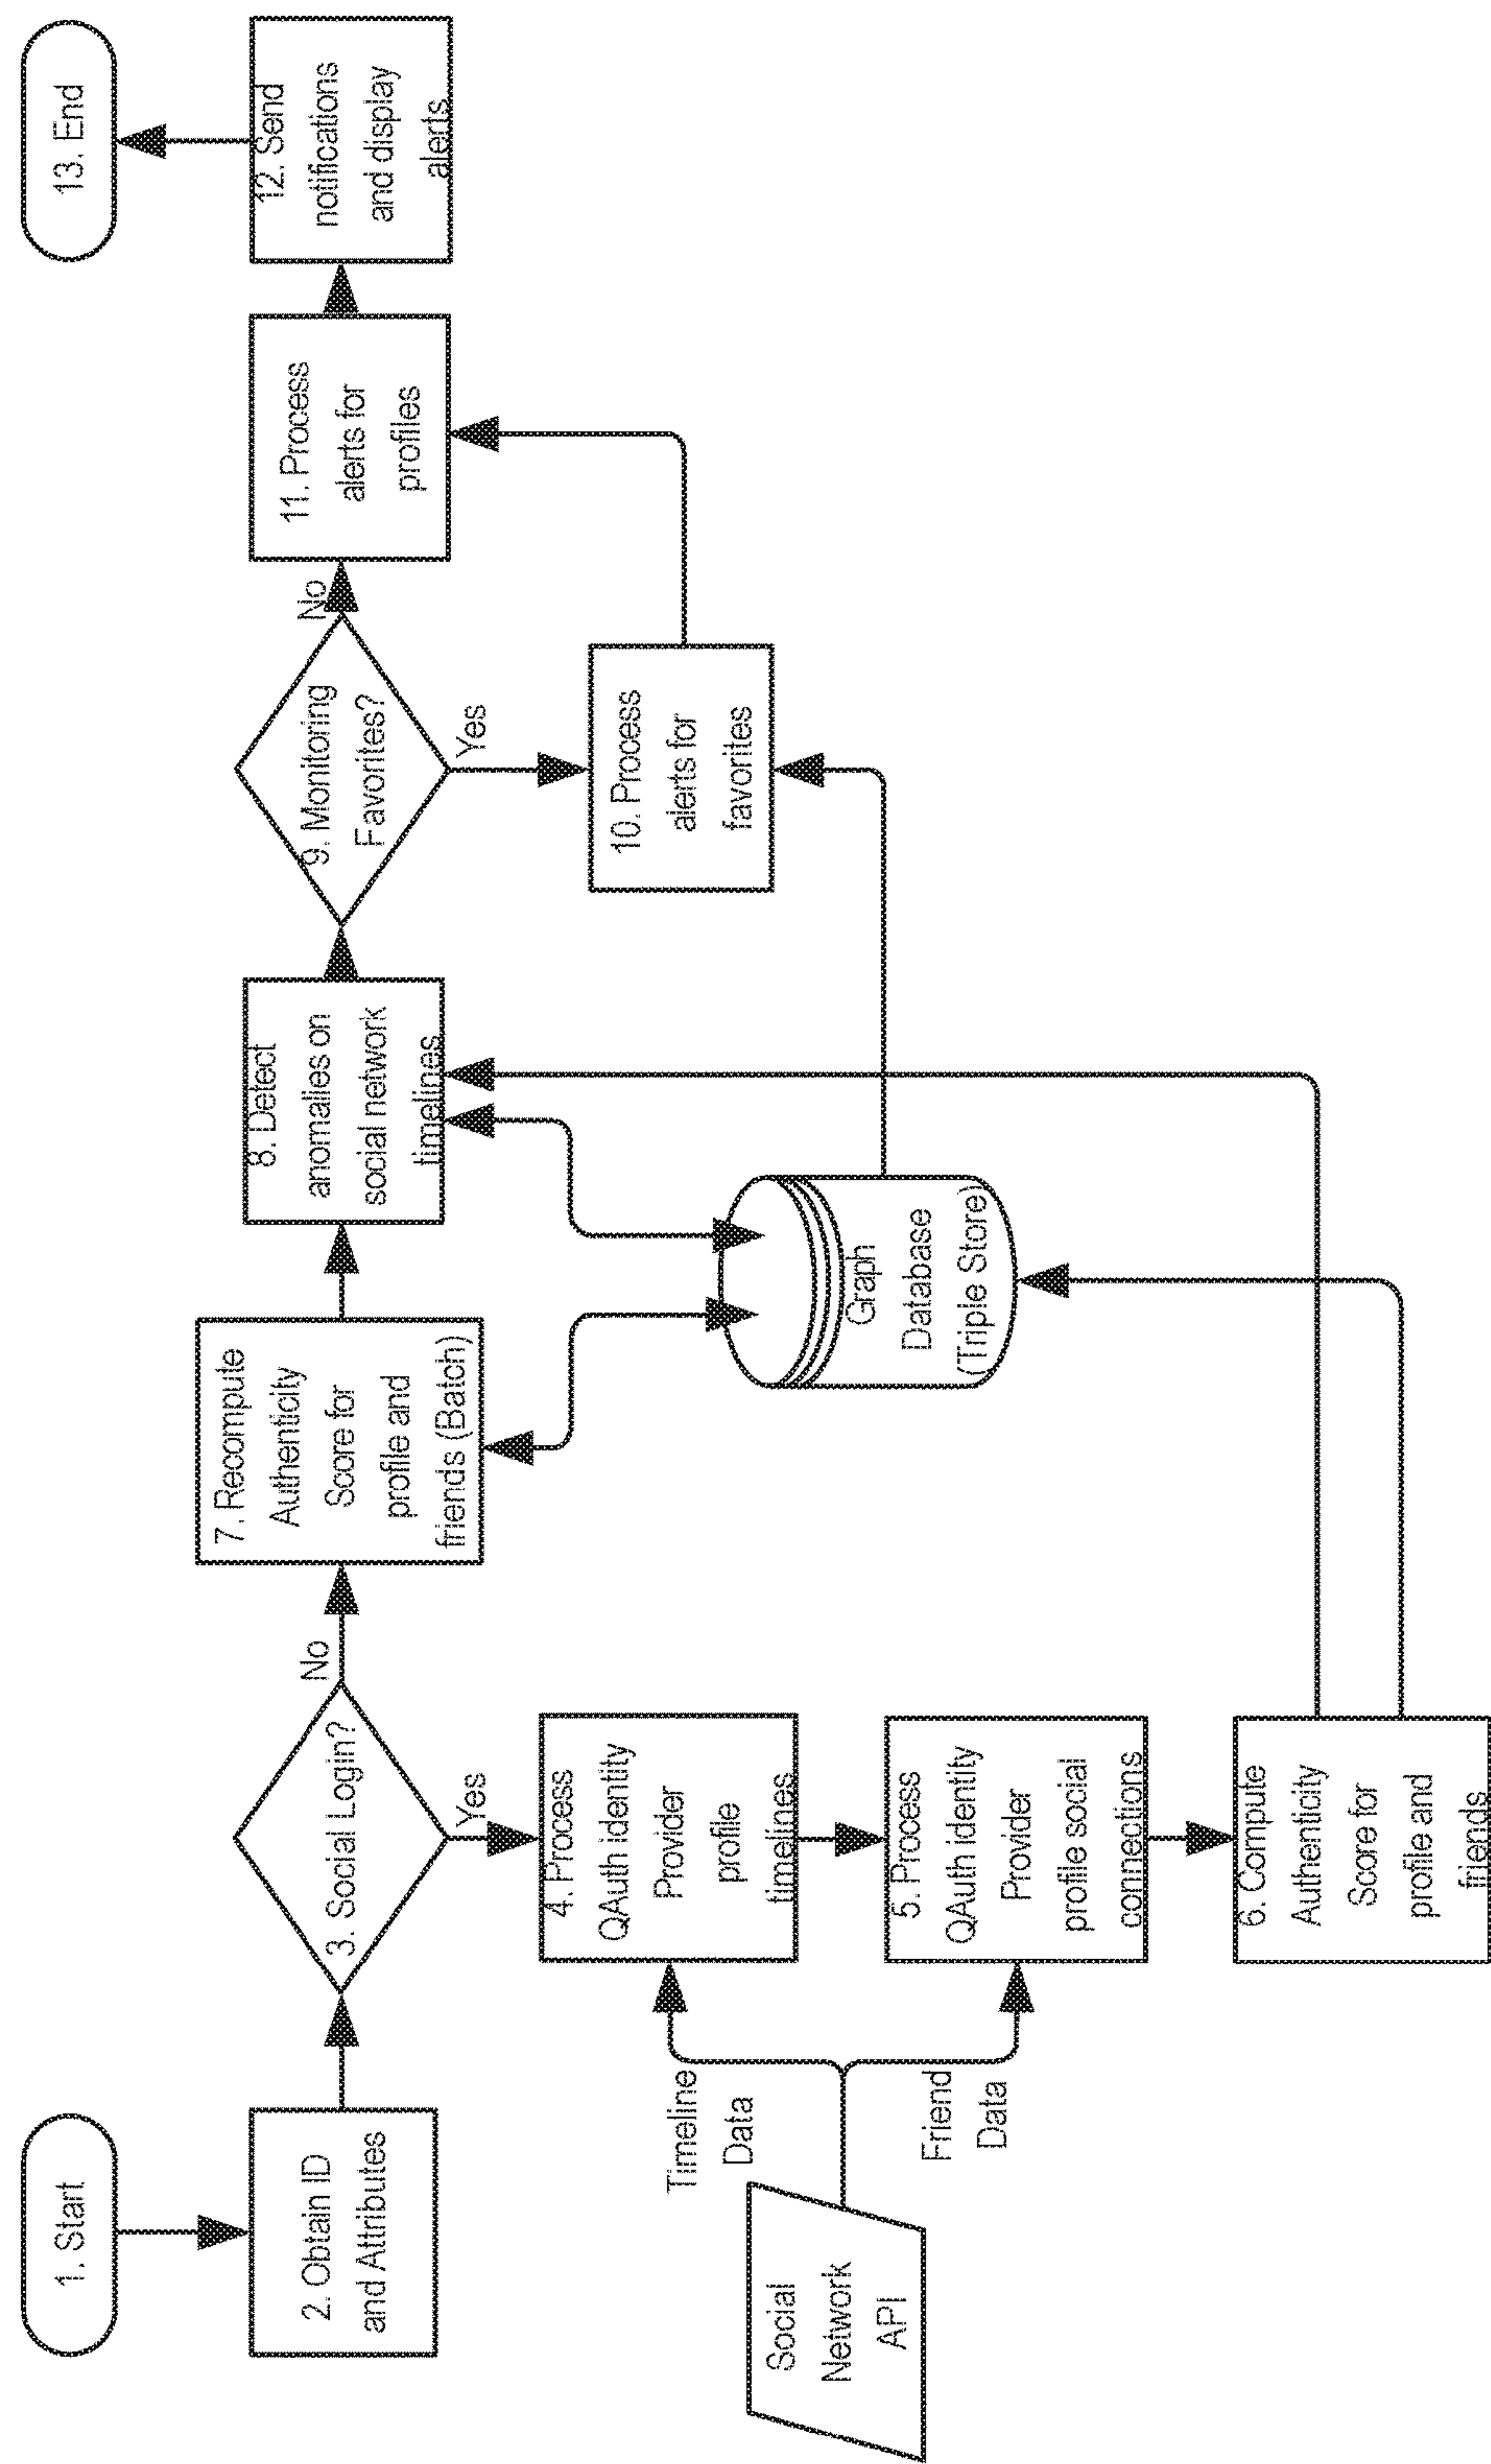 1. Start
2. Obtain ID
and Attributes
3. Social Login?
No
Yes
4. Process
QAuth identity
Provider
profile
timelines
5. Process
QAuth identity
Provider
profile social
connections
6. Compute
Authenticity
Score for
profile and
friends
Social
Network
API
Timeline
Data
Friend
Data
7. Recompute
Authenticity
Score for
profile and
friends (Batch)
Graph
Database
(Triple Store)
8. Detect
anomalies on
social network
timelines
9. Monitoring
Favorites?
No
Yes
10. Process
alerts for
favorites
11. Process
alerts for
profiles
12. Send
notifications
and display
alerts
13. End